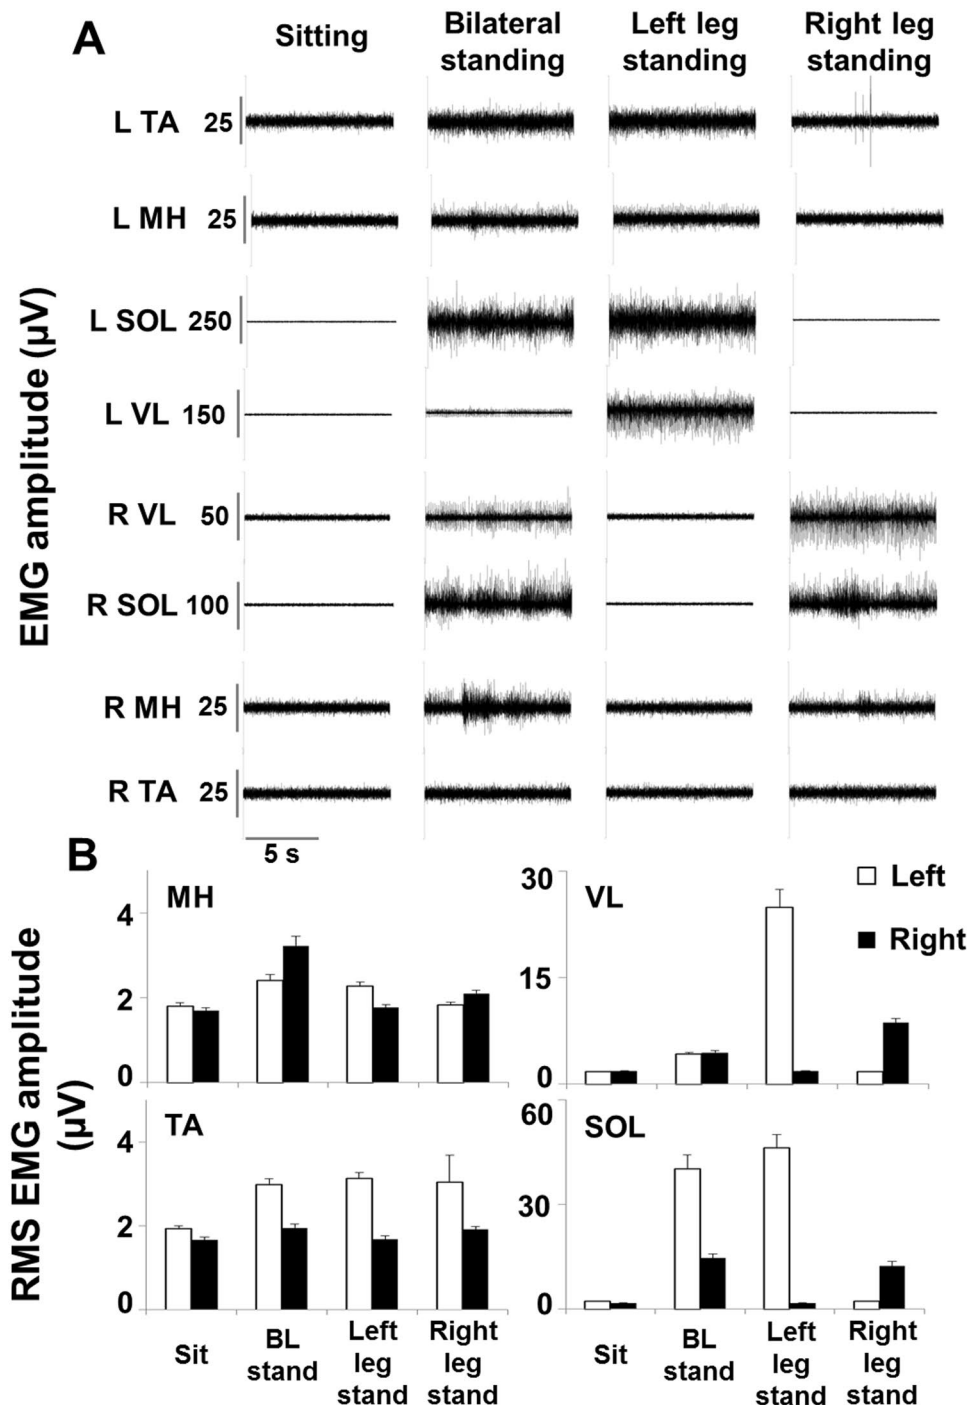 A
Sitting
Bilateral
standing
Left leg
standing
Right leg
standing
EMG amplitude (µV)
L TA 25
L MH 25
L SOL 250
L VL 150
R VL 50
R SOL 100
R MH 25
R TA 25
5 s
B
RMS EMG amplitude
(µV)
MH
4
2
0
VL
30
15
0
Left
Right
TA
4
2
0
SOL
60
30
0
Sit
BL
stand
Left
leg
stand
Right
leg
stand
Sit
BL
stand
Left
leg
stand
Right
leg
stand